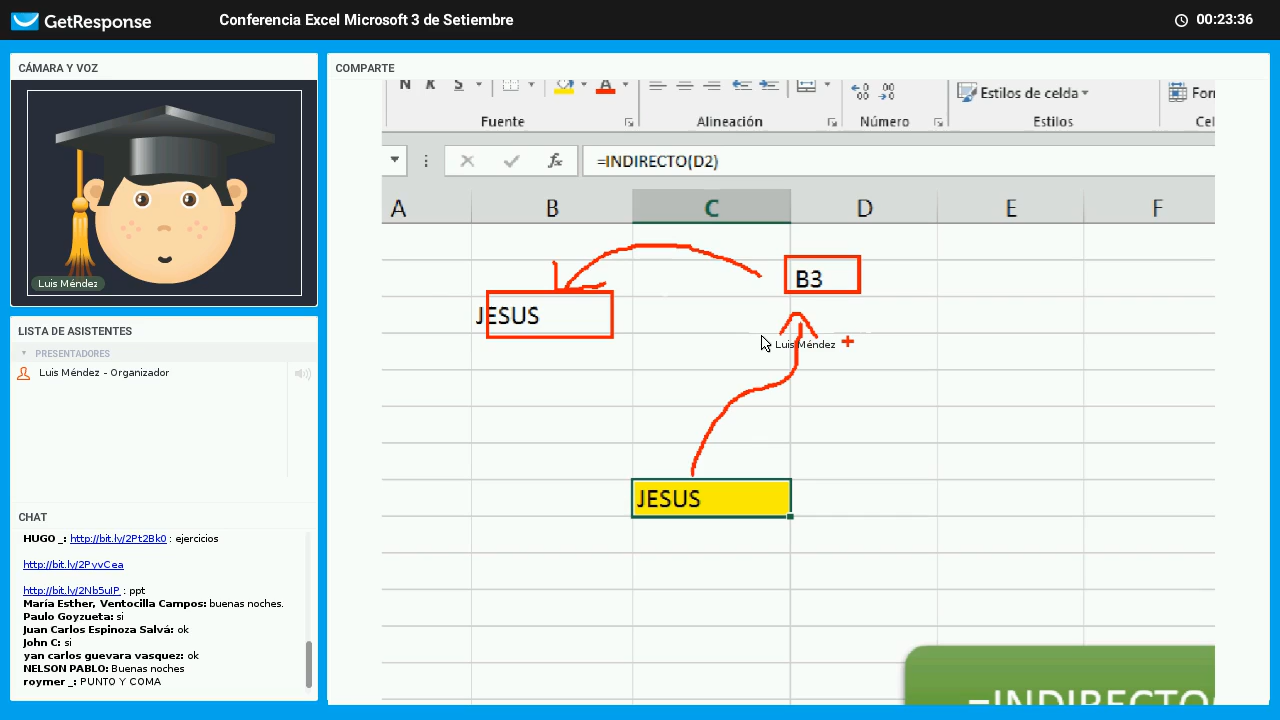 GetResponse
Conferencia Excel Microsoft 3 de Setiembre
00:23:36
CÁMARA Y VOZ
Luis Méndez
LISTA DE ASISTENTES
PRESENTADORES
Luis Méndez - Organizador
CHAT
HUGO _: http://bit.ly/2Pt2Bk0 : ejercicios
http://bit.ly/2PyvCea
http://bit.ly/2Nb5uIP : ppt
María Esther, Ventocilla Campos: buenas noches.
Paulo Goyzueta: si
Juan Carlos Espinoza Salvá: ok
John C: si
yan carlos guevara vasquez: ok
NELSON PABLO: Buenas noches
roymer _: PUNTO Y COMA
COMPARTE
N K S A
Estilos de celda
Fuente Alineación Número Estilos
fx =INDIRECTO(D2)
A B C D E F
B3
JESUS
Luis Méndez
JESUS
=INDIRECTO(